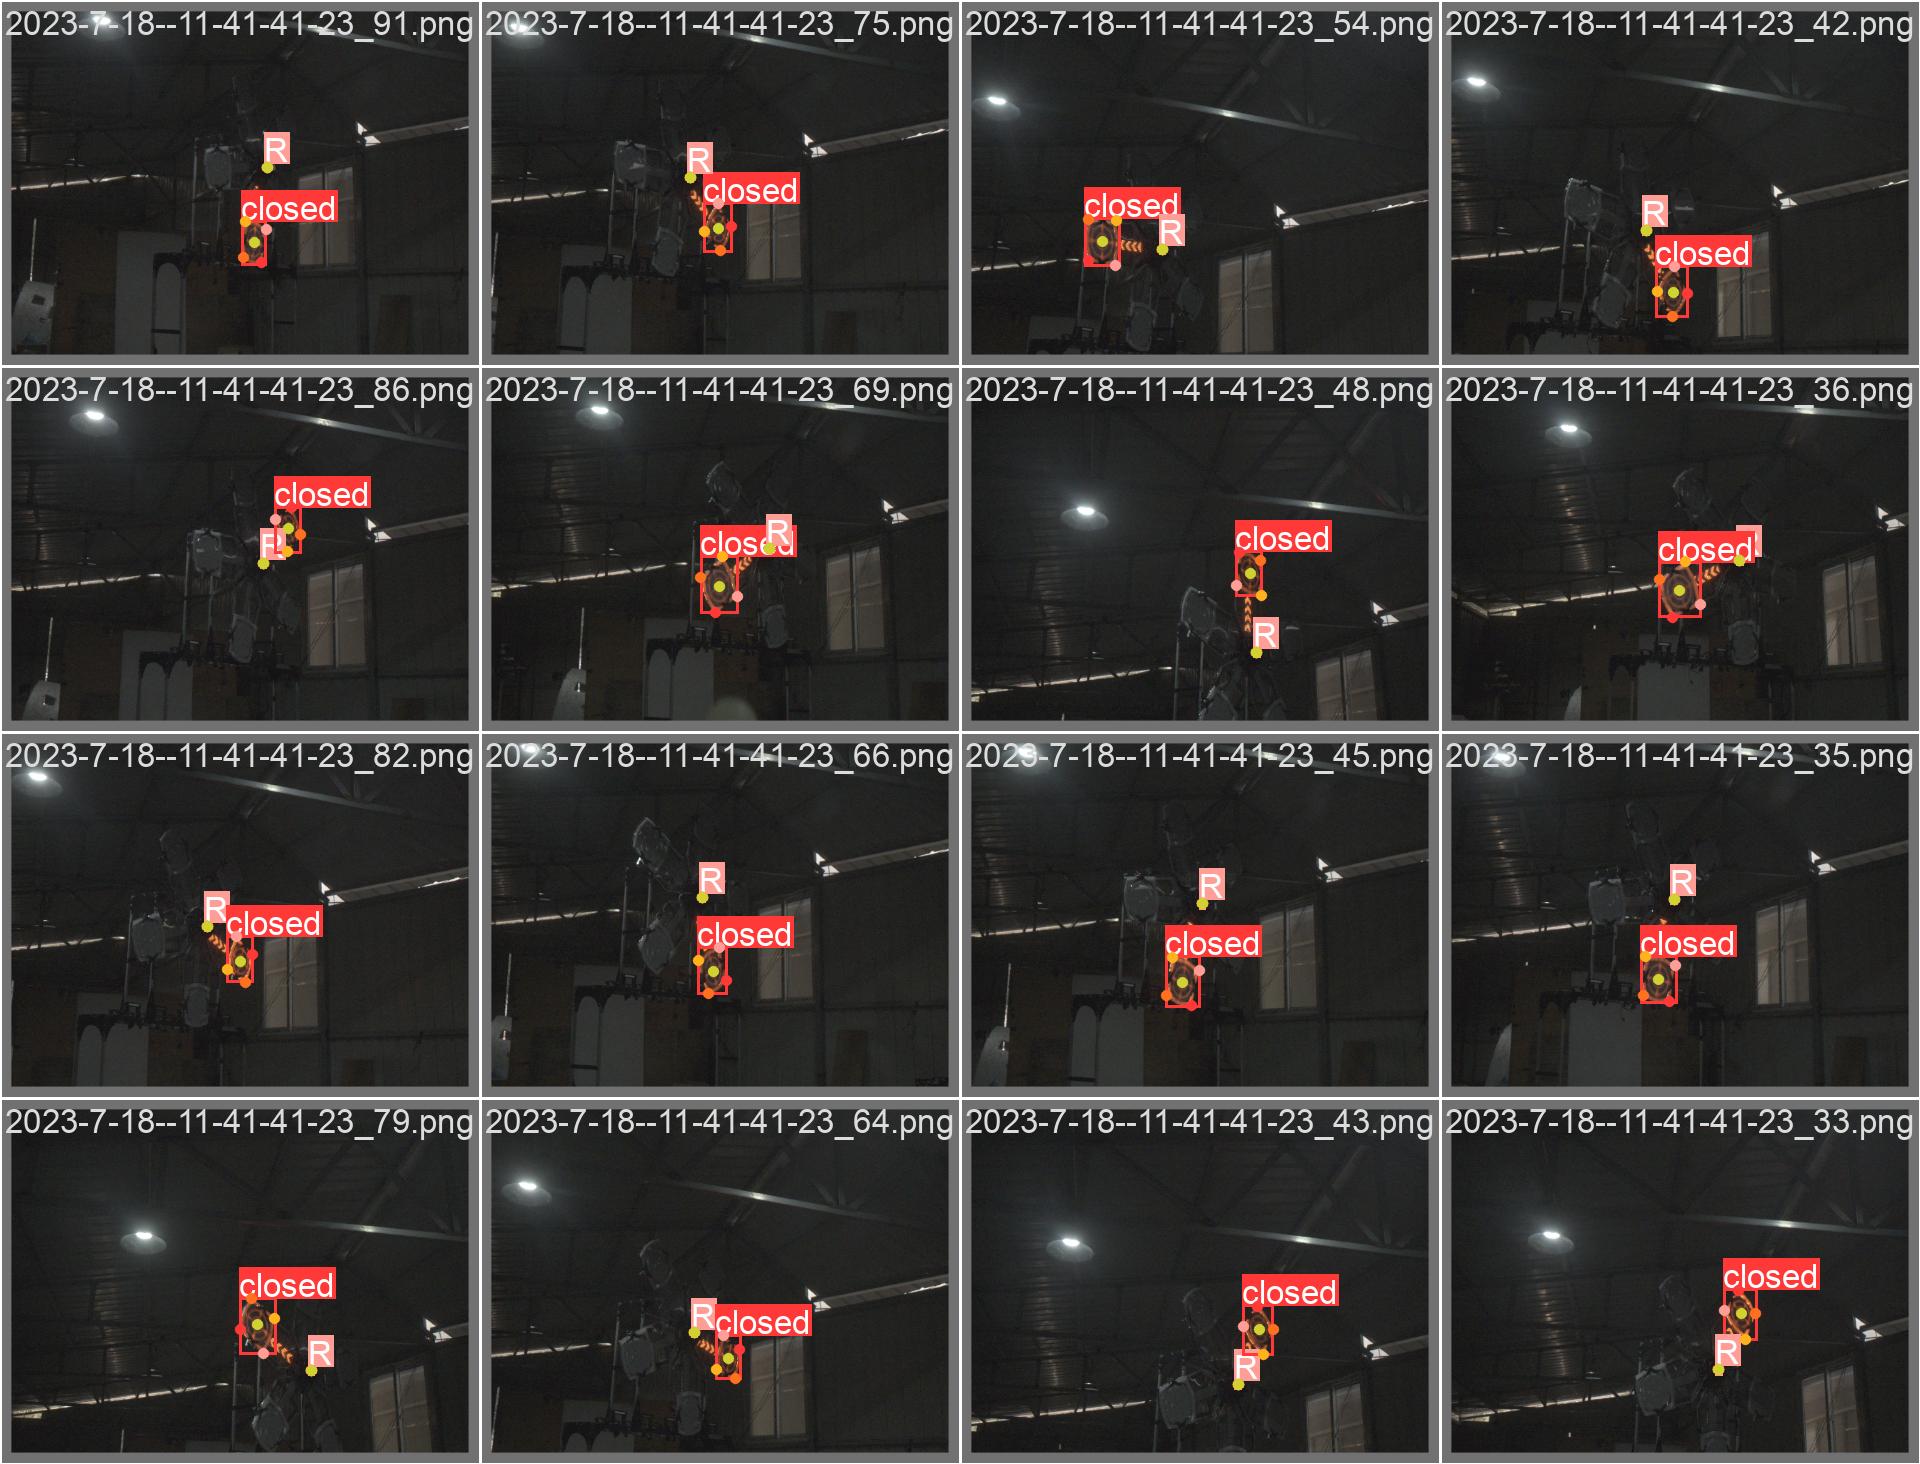 2023-7-18--11-41-41-23_91.png
R
closed
2023-7-18--11-41-41-23_75.png
R
closed
2023-7-18--11-41-41-23_54.png
closed
R
2023-7-18--11-41-41-23_42.png
R
closed
2023-7-18--11-41-41-23_86.png
closed
R
2023-7-18--11-41-41-23_69.png
R
closed
2023-7-18--11-41-41-23_48.png
closed
R
2023-7-18--11-41-41-23_36.png
R
closed
2023-7-18--11-41-41-23_82.png
R
closed
2023-7-18--11-41-41-23_66.png
R
closed
2023-7-18--11-41-41-23_45.png
R
closed
2023-7-18--11-41-41-23_35.png
R
closed
2023-7-18--11-41-41-23_79.png
closed
R
2023-7-18--11-41-41-23_64.png
R
closed
2023-7-18--11-41-41-23_43.png
closed
R
2023-7-18--11-41-41-23_33.png
closed
R